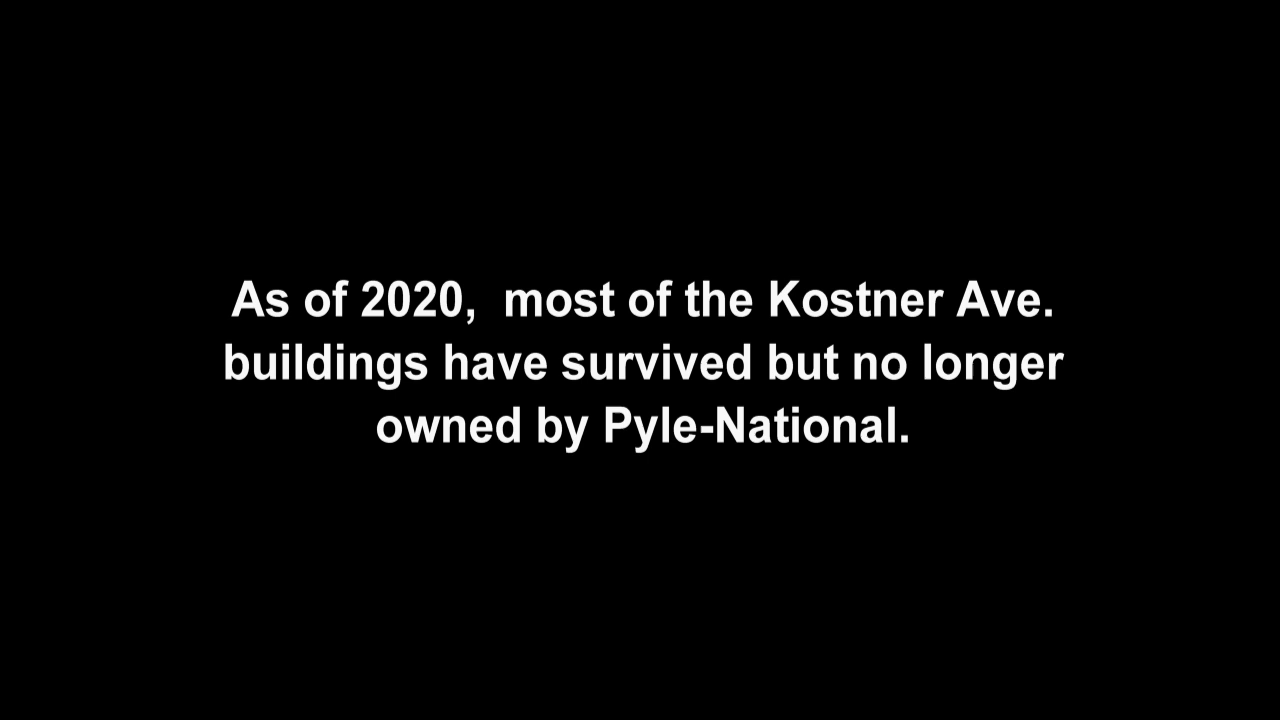 As of 2020,  most of the Kostner Ave.
buildings have survived but no longer
owned by Pyle-National.